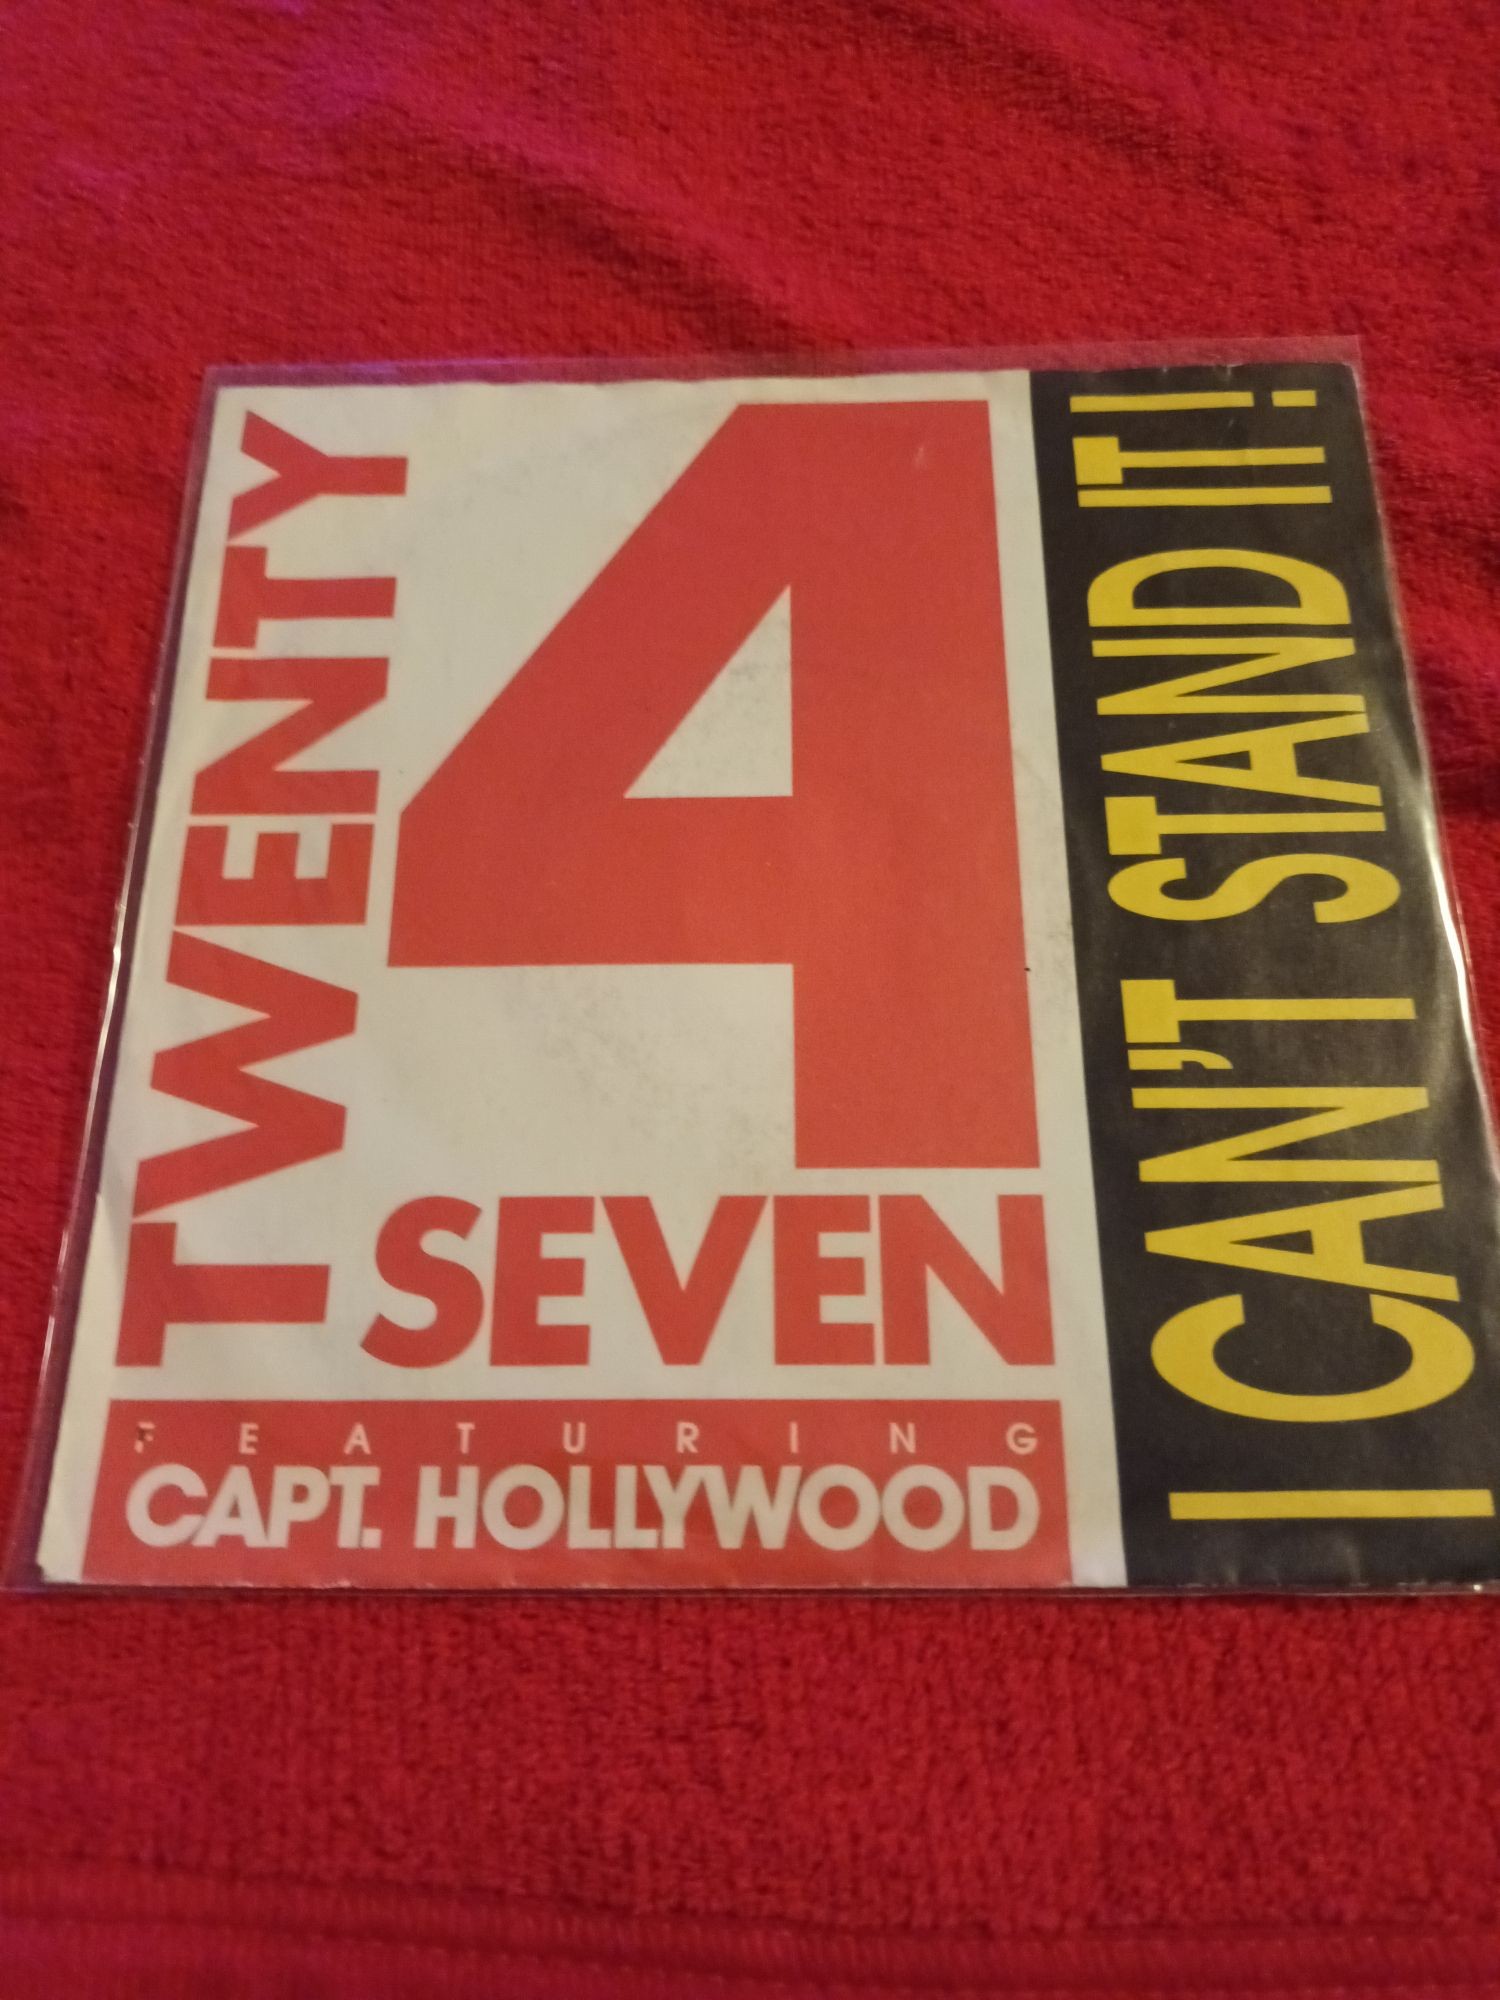 TWENTY
4
SEVEN
FEATURING
CAPT. HOLLYWOOD
I CAN'T STAND IT!